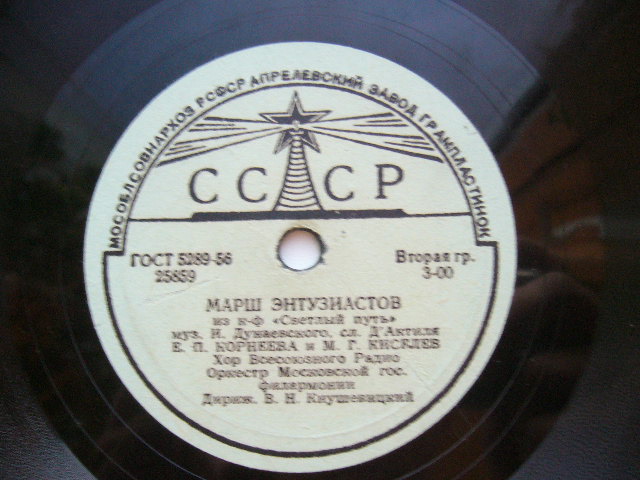 МОСОБЛСОВНАРХОЗ РСФСР АПРЕЛЕВСКИЙ ЗАВОД ГРАМПЛАСТИНОК
СССР
ГОСТ 5289-56
25659
Вторая гр.
3-00
МАРШ ЭНТУЗИАСТОВ
из к-ф «Светлый путь»
муз. И. Дунаевского, сл. Д'Актиля
Е. П. КОРНЕЕВА и М. Г. КИСЕЛЕВ
Хор Всесоюзного Радио
Оркестр Московской гос.
филармонии
Дириж. В. Н. Кнушевицкий